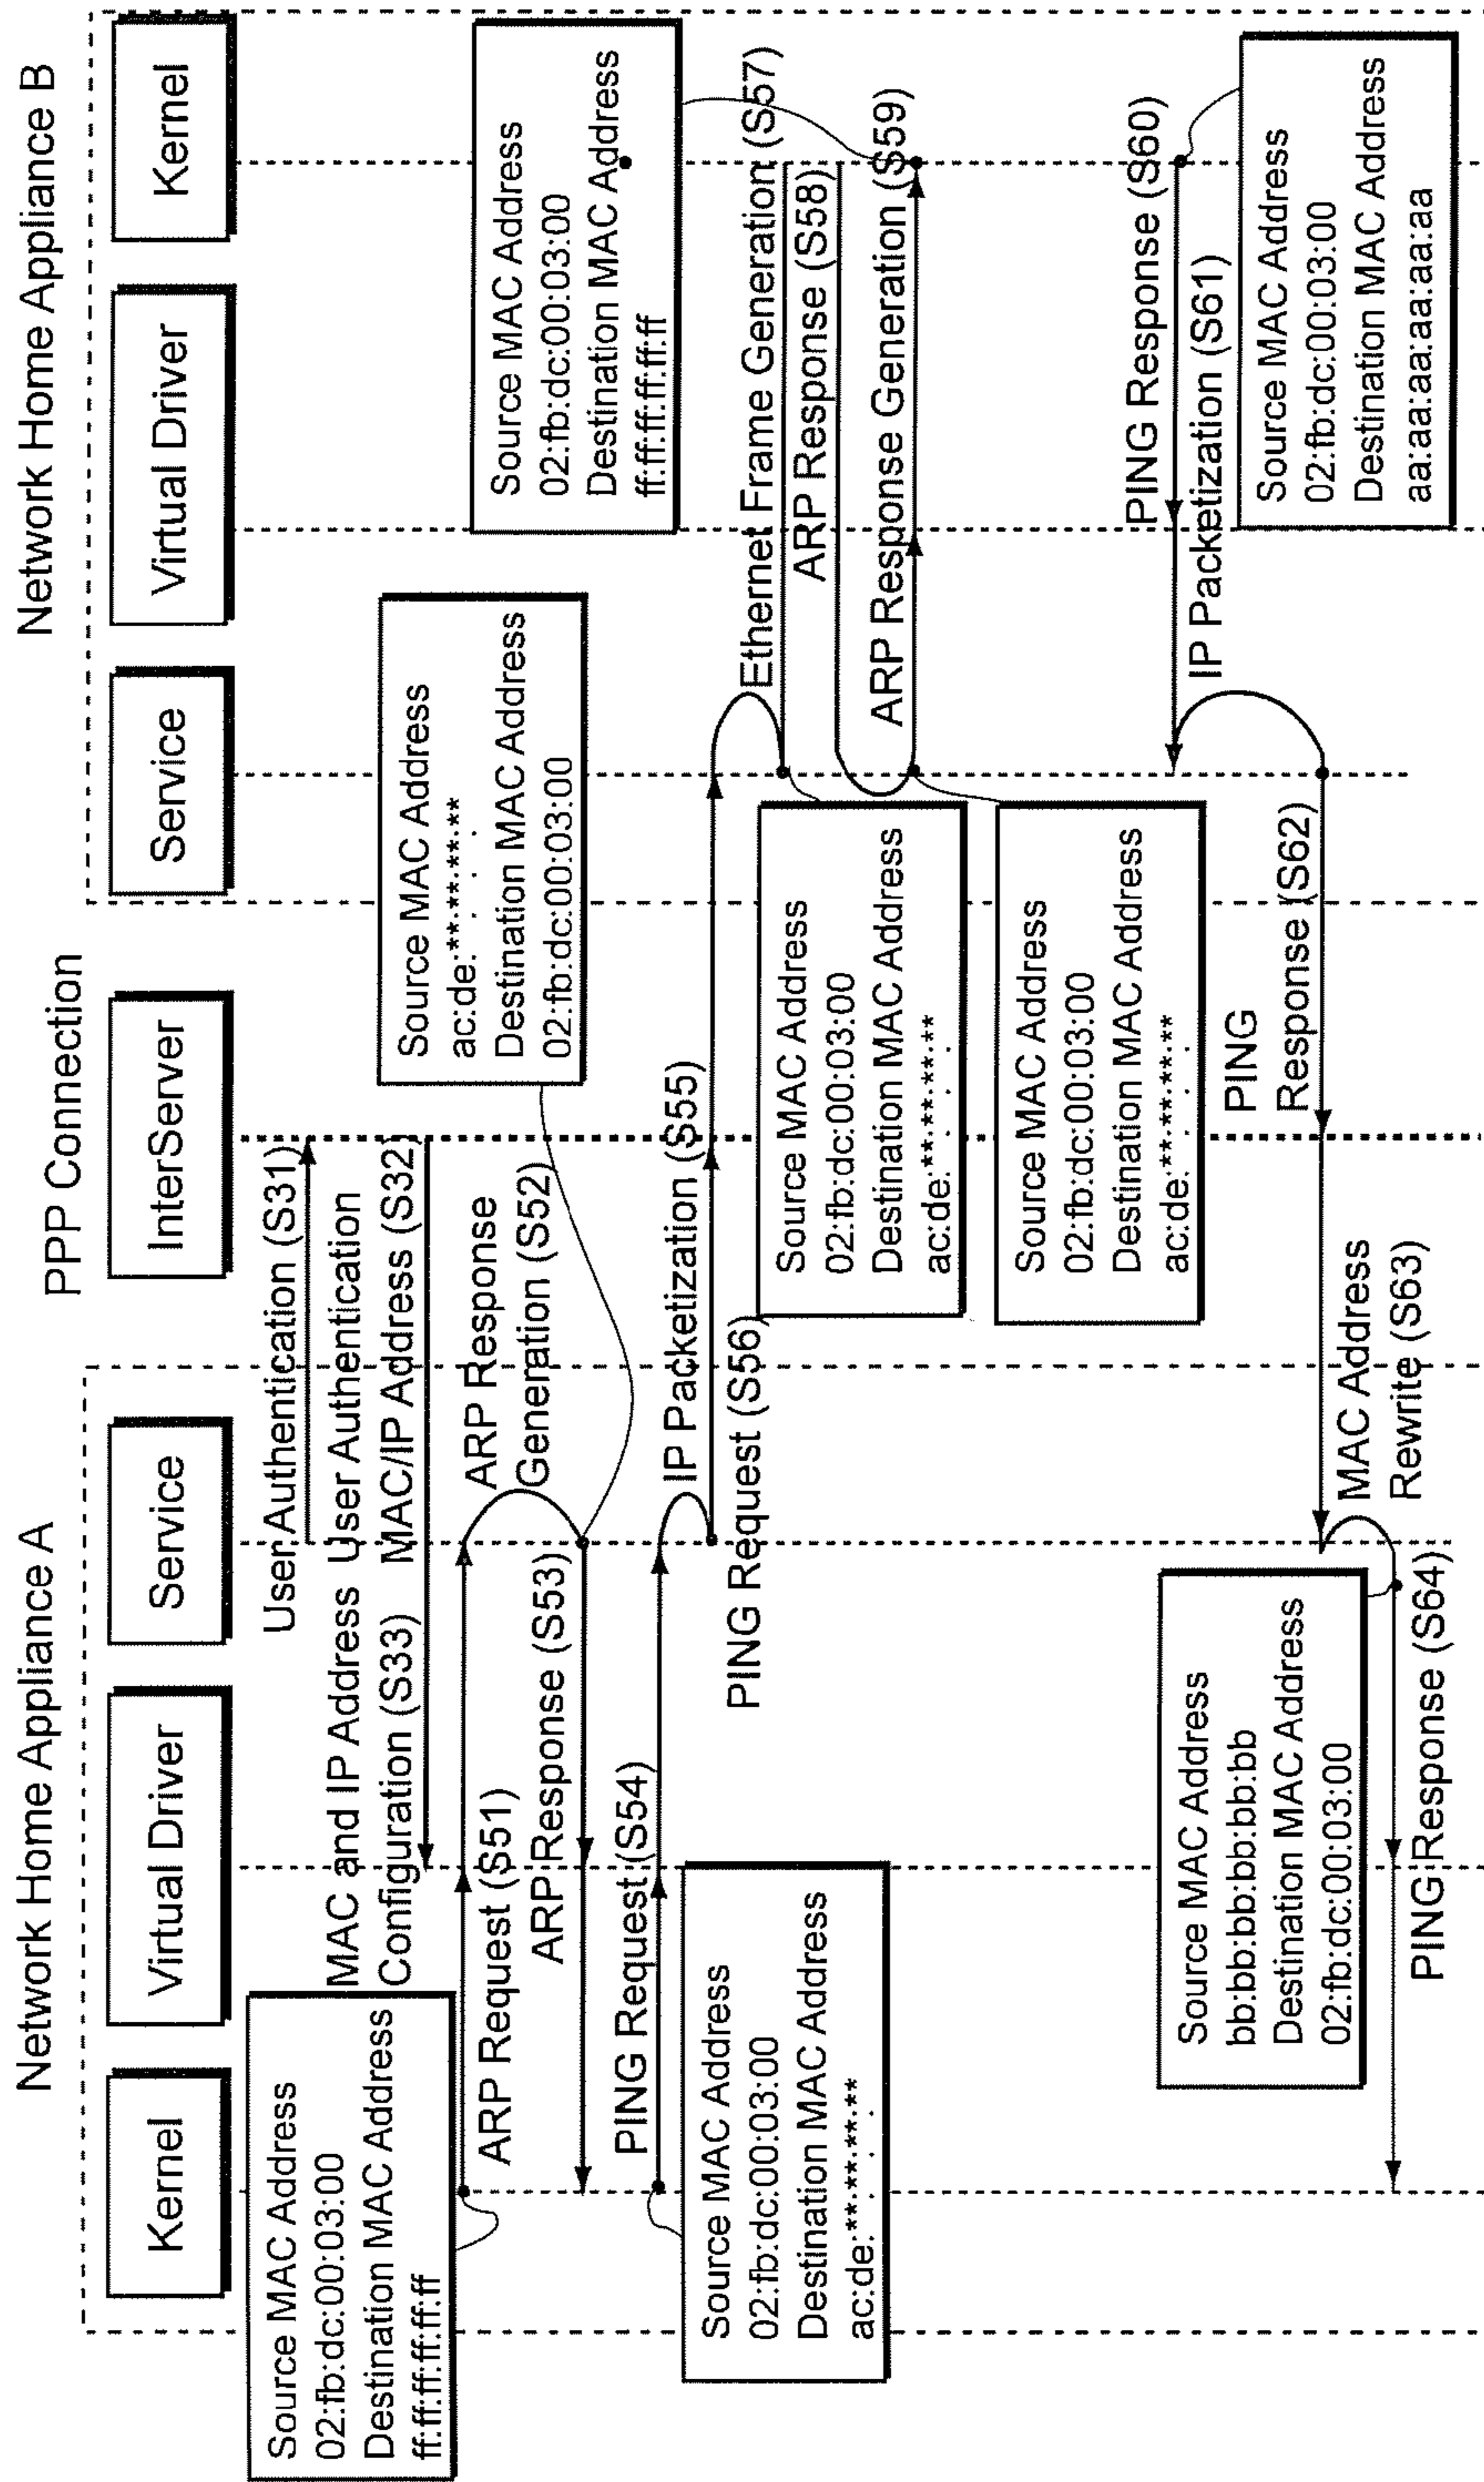 Network Home Appliance A
PPP Connection
Network Home Appliance B
Kernel
Virtual Driver
Service
InterServer
Service
Virtual Driver
Kernel
Source MAC Address
02:fb:dc:00:03:00
Destination MAC Address
ff:ff:ff:ff:ff:ff
User Authentication (S31)
MAC and IP Address
Configuration (S33)
User Authentication
MAC/IP Address (S32)
ARP Request (S51)
ARP Response
Generation (S52)
Source MAC Address
ac:de:**:**:**:**
Destination MAC Address
02:fb:dc:00:03:00
ARP Response (S53)
Source MAC Address
02:fb:dc:00:03:00
Destination MAC Address
ff:ff:ff:ff:ff:ff
PING Request (S54)
Source MAC Address
02:fb:dc:00:03:00
Destination MAC Address
ac:de:**:**:**:**
IP Packetization (S55)
PING Request (S56)
Ethernet Frame Generation (S57)
ARP Response (S58)
ARP Response Generation (S59)
Source MAC Address
02:fb:dc:00:03:00
Destination MAC Address
ac:de:**:**:**:**
Source MAC Address
02:fb:dc:00:03:00
Destination MAC Address
ac:de:**:**:**:**
PING Response (S60)
IP Packetization (S61)
Source MAC Address
02:fb:dc:00:03:00
Destination MAC Address
aa:aa:aa:aa:aa:aa
PING
Response (S62)
MAC Address
Rewrite (S63)
Source MAC Address
bb:bb:bb:bb:bb:bb
Destination MAC Address
02:fb:dc:00:03:00
PING Response (S64)